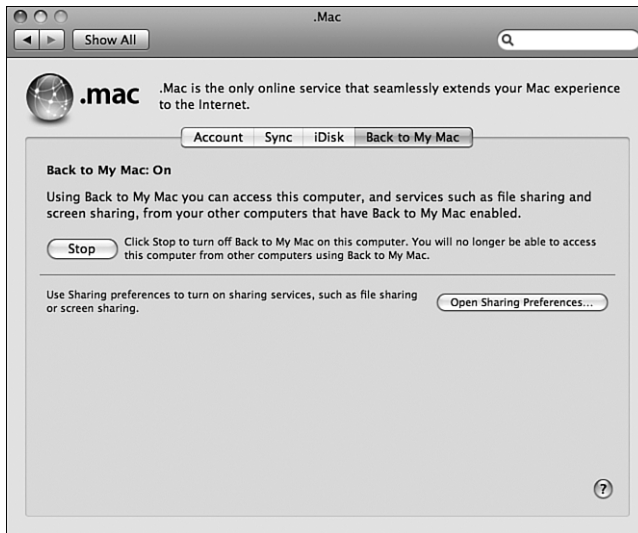 .Mac
Show All
.mac
.Mac is the only online service that seamlessly extends your Mac experience
to the Internet.
Account Sync iDisk Back to My Mac
Back to My Mac: On
Using Back to My Mac you can access this computer, and services such as file sharing and
screen sharing, from your other computers that have Back to My Mac enabled.
Stop
Click Stop to turn off Back to My Mac on this computer. You will no longer be able to access
this computer from other computers using Back to My Mac.
Use Sharing preferences to turn on sharing services, such as file sharing
or screen sharing.
Open Sharing Preferences...
?